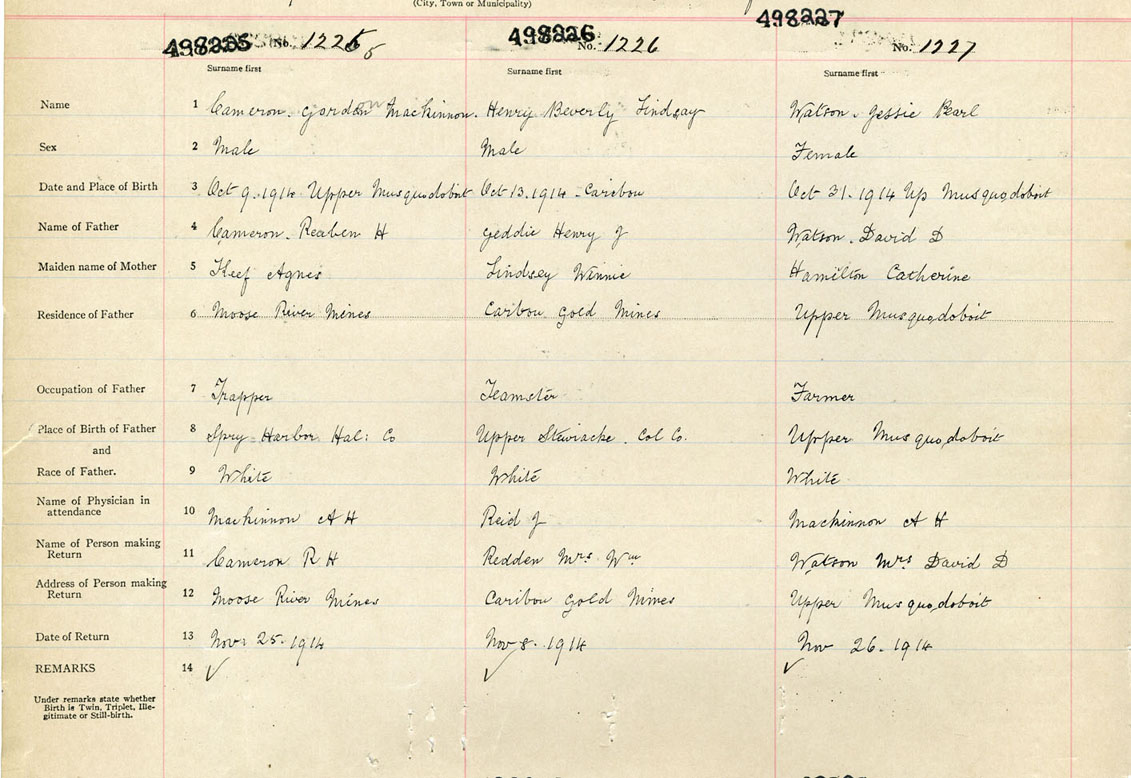 (City, Town or Municipality)
498225 No. 1225 5 498226 No. 1226 498227 No. 1227
Surname first Surname first Surname first
Name 1 Cameron. Gordon Mackinnon. Henry Beverly Lindsay Watson. Jessie Pearl
Sex 2 Male Male Female
Date and Place of Birth 3 Oct 9. 1914 Upper Musquodoboit Oct 13. 1914 - Caribou Oct 31. 1914 Up Musquodoboit
Name of Father 4 Cameron. Reuben H Geddie Henry J Watson. David D
Maiden name of Mother 5 Keef Agnes Lindsey Winnie Hamilton Catherine
Residence of Father 6 Moose River Mines Caribou Gold Mines Upper Musquodoboit
Occupation of Father 7 Trapper Teamster Farmer
Place of Birth of Father 8 Spry Harbor Hal: Co Upper Stewiacke. Col Co. Upper Musquodoboit
and
Race of Father. 9 White White White
Name of Physician in
attendance 10 Mackinnon A H Reid J Mackinnon A H
Name of Person making
Return 11 Cameron R H Redden Mrs. Wm Watson Mrs David D
Address of Person making
Return 12 Moose River Mines Caribou Gold Mines Upper Musquodoboit
Date of Return 13 Nov. 25. 1914 Nov 8. 1914 Nov 26. 1914
REMARKS 14 ✓ ✓ ✓
Under remarks state whether
Birth is Twin, Triplet, Ille-
gitimate or Still-birth.